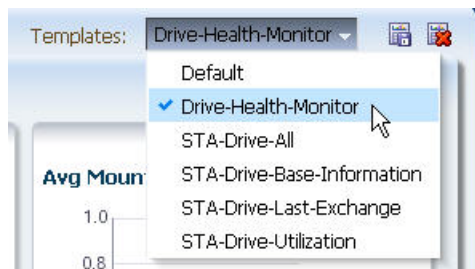 Templates: Drive-Health-Monitor
Default
Drive-Health-Monitor
STA-Drive-All
Avg Moun
STA-Drive-Base-Information
1.0
STA-Drive-Last-Exchange
STA-Drive-Utilization
0.8